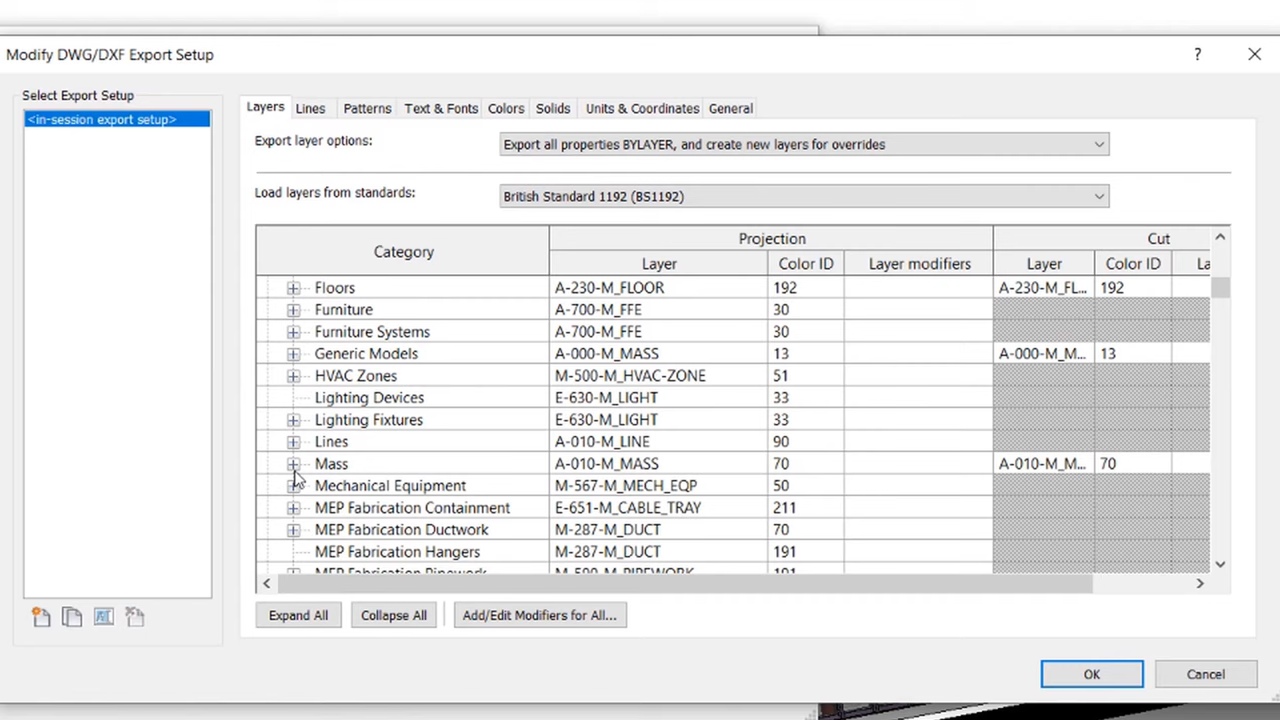 Modify DWG/DXF Export Setup
?
Select Export Setup
<in-session export setup>
Layers Lines Patterns Text & Fonts Colors Solids Units & Coordinates General
Export layer options: Export all properties BYLAYER, and create new layers for overrides
Load layers from standards: British Standard 1192 (BS1192)
Category Projection Cut
Layer Color ID Layer modifiers Layer Color ID La
Floors A-230-M_FLOOR 192 A-230-M_FL... 192
Furniture A-700-M_FFE 30
Furniture Systems A-700-M_FFE 30
Generic Models A-000-M_MASS 13 A-000-M_M... 13
HVAC Zones M-500-M_HVAC-ZONE 51
Lighting Devices E-630-M_LIGHT 33
Lighting Fixtures E-630-M_LIGHT 33
Lines A-010-M_LINE 90
Mass A-010-M_MASS 70 A-010-M_M... 70
Mechanical Equipment M-567-M_MECH_EQP 50
MEP Fabrication Containment E-651-M_CABLE_TRAY 211
MEP Fabrication Ductwork M-287-M_DUCT 70
MEP Fabrication Hangers M-287-M_DUCT 191
MEP Fabrication Pipework M-590-M_PIPEWORK 191
Expand All Collapse All Add/Edit Modifiers for All...
OK Cancel